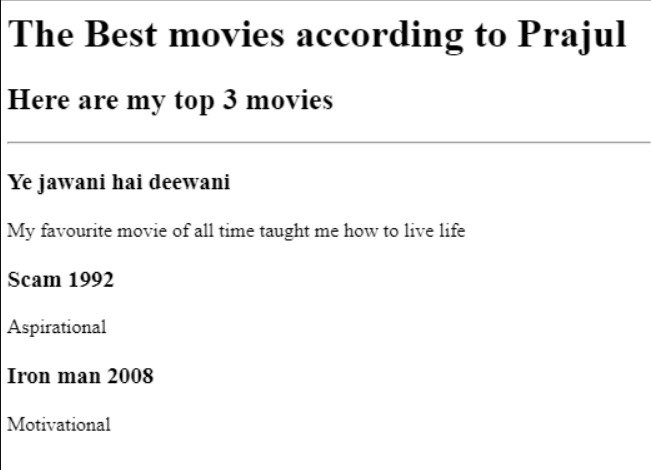 The Best movies according to Prajul
Here are my top 3 movies
Ye jawani hai deewani
My favourite movie of all time taught me how to live life
Scam 1992
Aspirational
Iron man 2008
Motivational